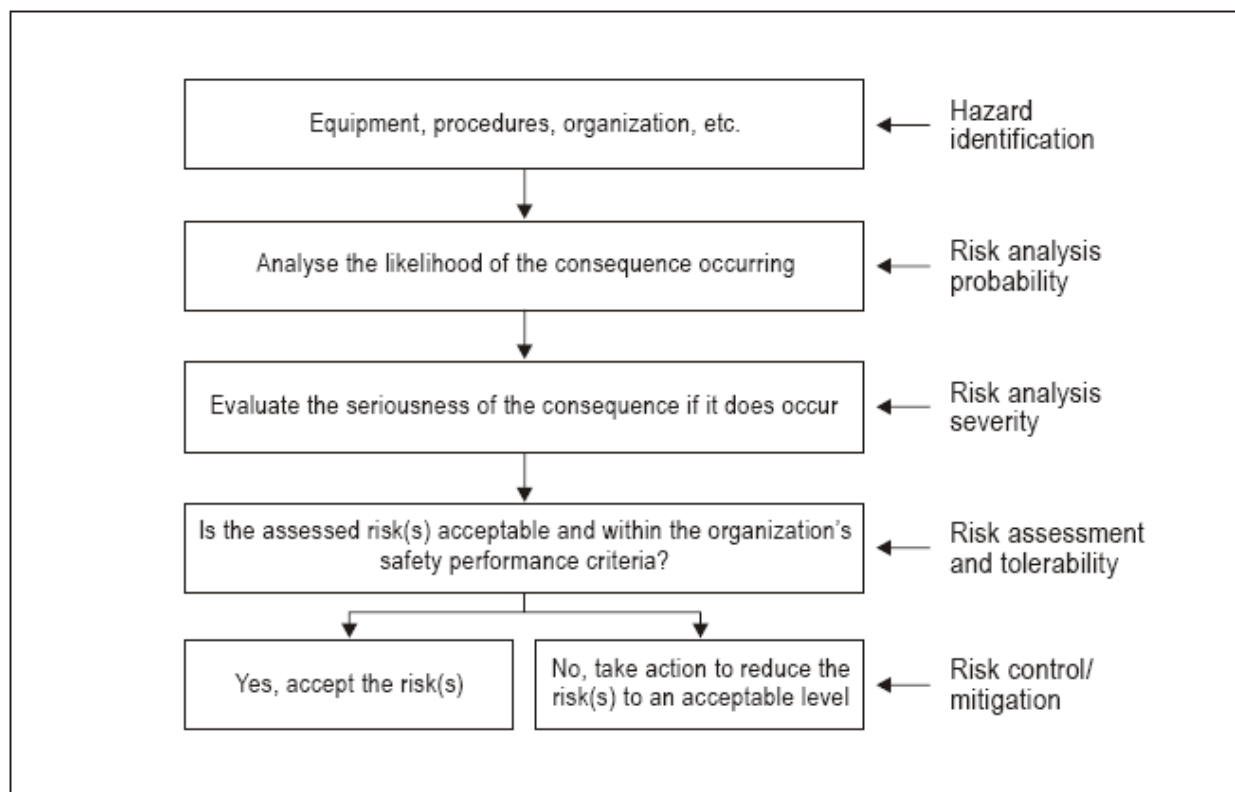 Equipment, procedures, organization, etc.
Hazard
identification
Analyse the likelihood of the consequence occurring
Risk analysis
probability
Evaluate the seriousness of the consequence if it does occur
Risk analysis
severity
Is the assessed risk(s) acceptable and within the organization’s
safety performance criteria?
Risk assessment
and tolerability
Yes, accept the risk(s)
No, take action to reduce the
risk(s) to an acceptable level
Risk control/
mitigation